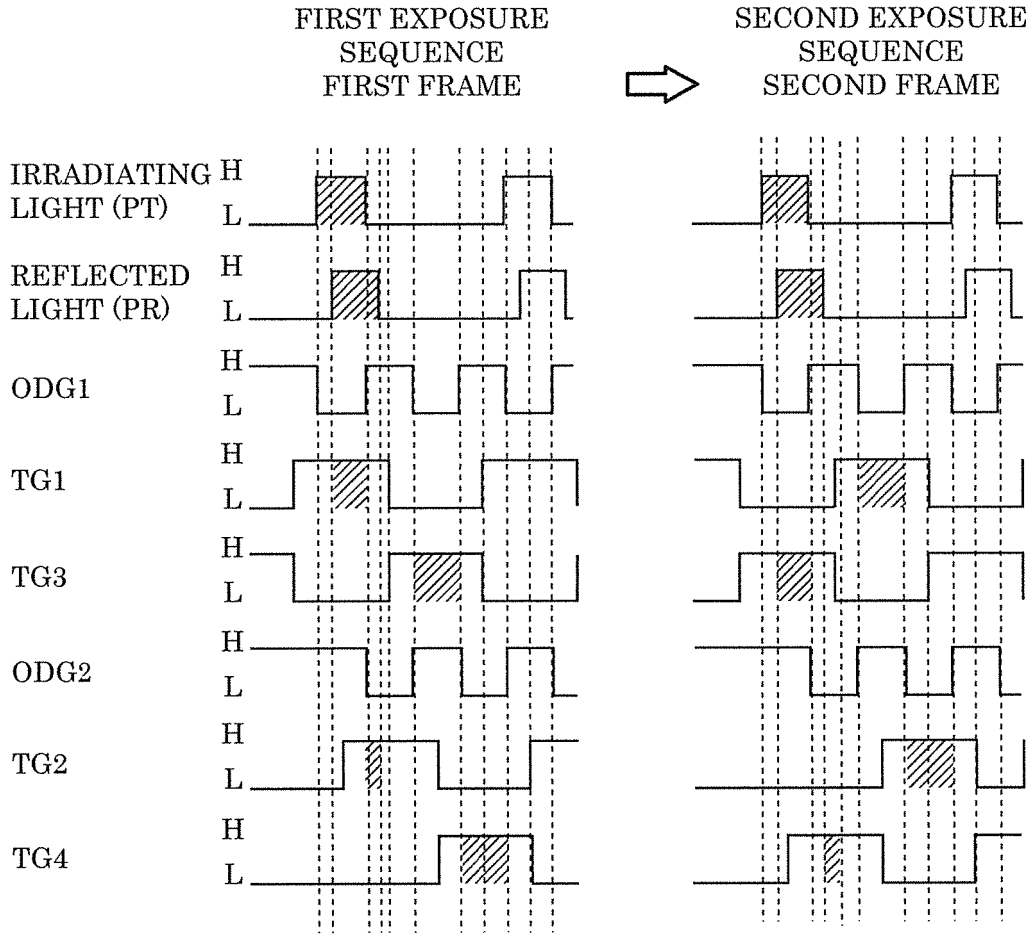 FIRST EXPOSURE
SEQUENCE
FIRST FRAME
SECOND EXPOSURE
SEQUENCE
SECOND FRAME
IRRADIATING
LIGHT (PT)
H
L
REFLECTED
LIGHT (PR)
H
L
ODG1
H
L
TG1
H
L
TG3
H
L
ODG2
H
L
TG2
H
L
TG4
H
L